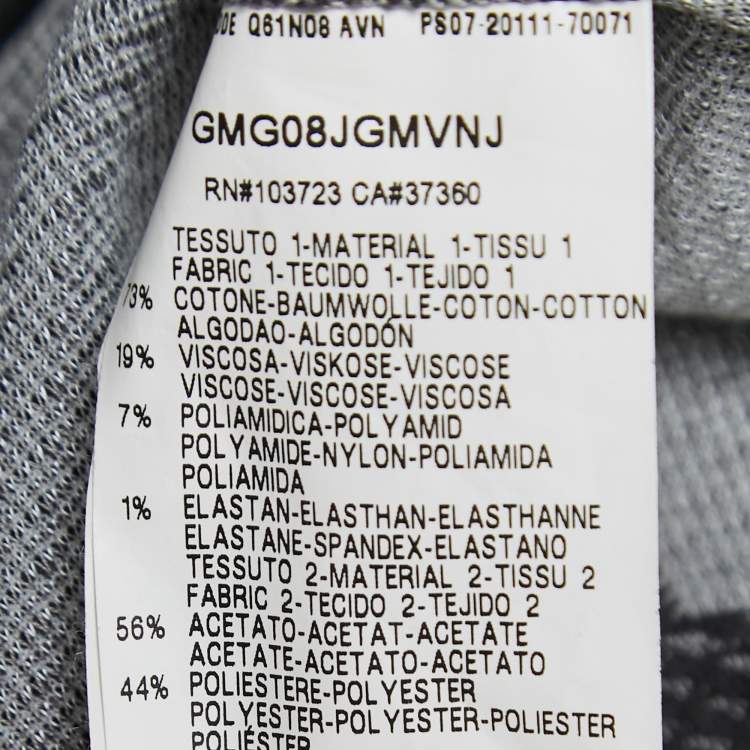 Q61N08 AVN PS07-20111-70071
GMG08JGMVNJ
RN#103723 CA#37360
TESSUTO 1-MATERIAL 1-TISSU 1
FABRIC 1-TECIDO 1-TEJIDO 1
73% COTONE-BAUMWOLLE-COTON-COTTON
ALGODAO-ALGODÓN
19% VISCOSA-VISKOSE-VISCOSE
VISCOSE-VISCOSE-VISCOSA
7% POLIAMIDICA-POLYAMID
POLYAMIDE-NYLON-POLIAMIDA
POLIAMIDA
1% ELASTAN-ELASTHAN-ELASTHANNE
ELASTANE-SPANDEX-ELASTANO
TESSUTO 2-MATERIAL 2-TISSU 2
FABRIC 2-TECIDO 2-TEJIDO 2
56% ACETATO-ACETAT-ACETATE
ACETATE-ACETATO-ACETATO
44% POLIESTERE-POLYESTER
POLYESTER-POLYESTER-POLIESTER
POLIÉSTER